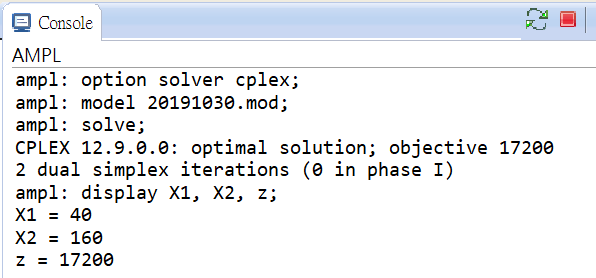 Console
AMPL
ampl: option solver cplex;
ampl: model 20191030.mod;
ampl: solve;
CPLEX 12.9.0.0: optimal solution; objective 17200
2 dual simplex iterations (0 in phase I)
ampl: display X1, X2, z;
X1 = 40
X2 = 160
z = 17200